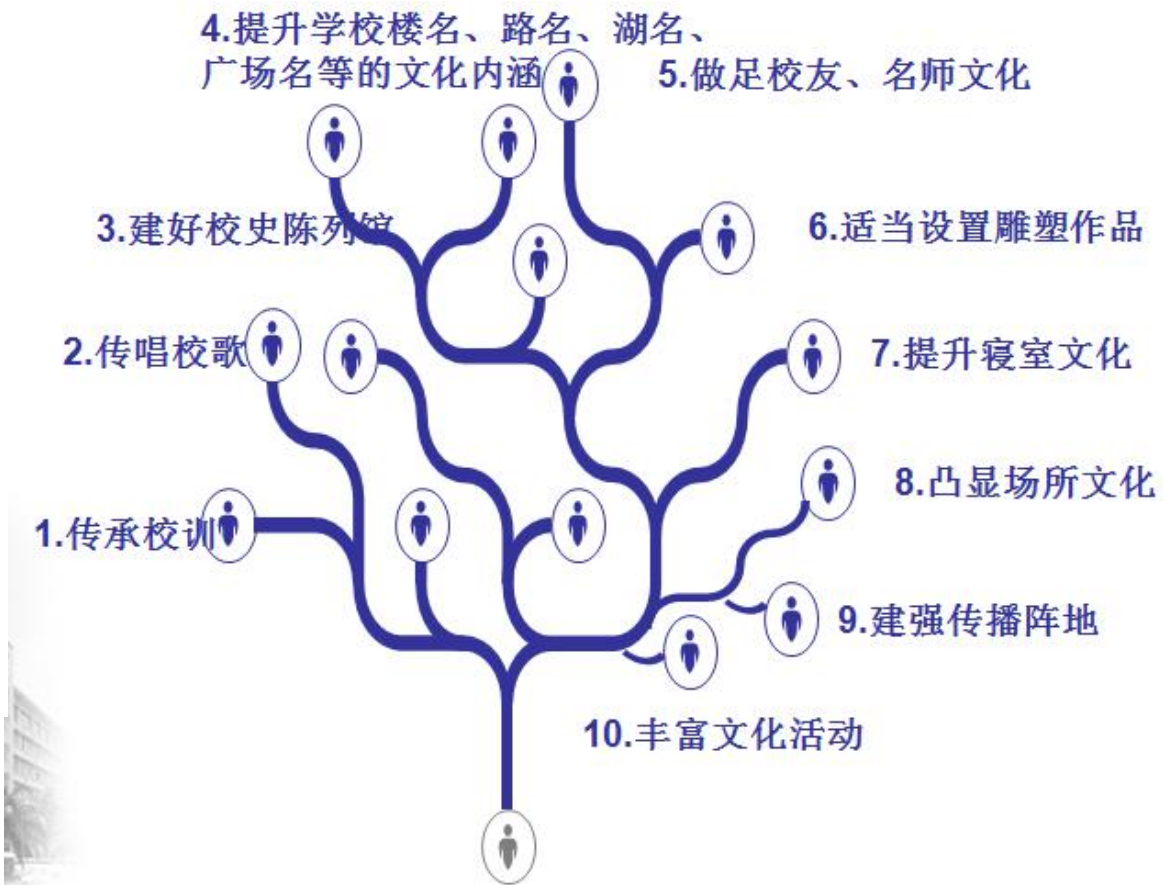 4.提升学校楼名、路名、湖名、
广场名等的文化内涵
5.做足校友、名师文化
3.建好校史陈列馆
6.适当设置雕塑作品
2.传唱校歌
7.提升寝室文化
8.凸显场所文化
1.传承校训
9.建强传播阵地
10.丰富文化活动